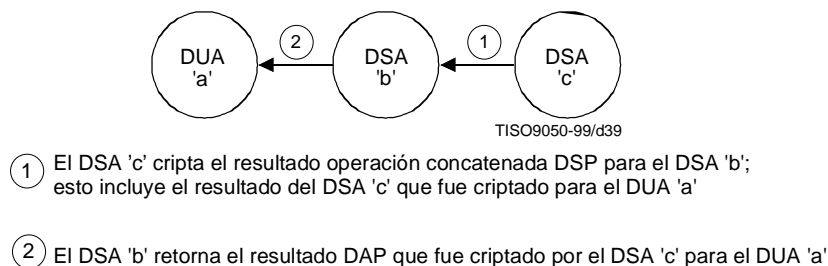 DUA
'a'
2
DSA
'b'
1
DSA
'c'
TISO9050-99/d39
1 El DSA 'c' cripta el resultado operación concatenada DSP para el DSA 'b';
esto incluye el resultado del DSA 'c' que fue criptado para el DUA 'a'
2 El DSA 'b' retorna el resultado DAP que fue criptado por el DSA 'c' para el DUA 'a'